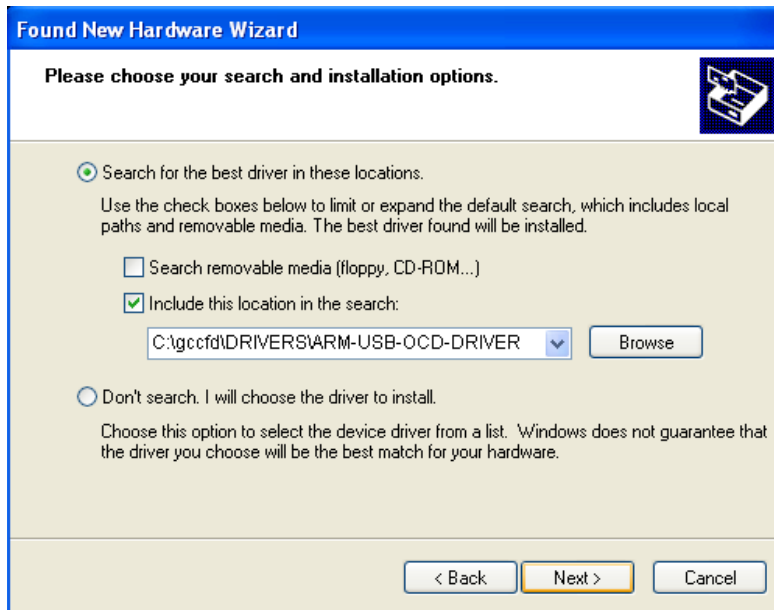 Found New Hardware Wizard
Please choose your search and installation options.
Search for the best driver in these locations.
Use the check boxes below to limit or expand the default search, which includes local
paths and removable media. The best driver found will be installed.
Search removable media (floppy, CD-ROM...)
Include this location in the search:
C:\gccfd\DRIVERS\ARM-USB-OCD-DRIVER
Browse
Don't search. I will choose the driver to install.
Choose this option to select the device driver from a list. Windows does not guarantee that
the driver you choose will be the best match for your hardware.
< Back
Next >
Cancel